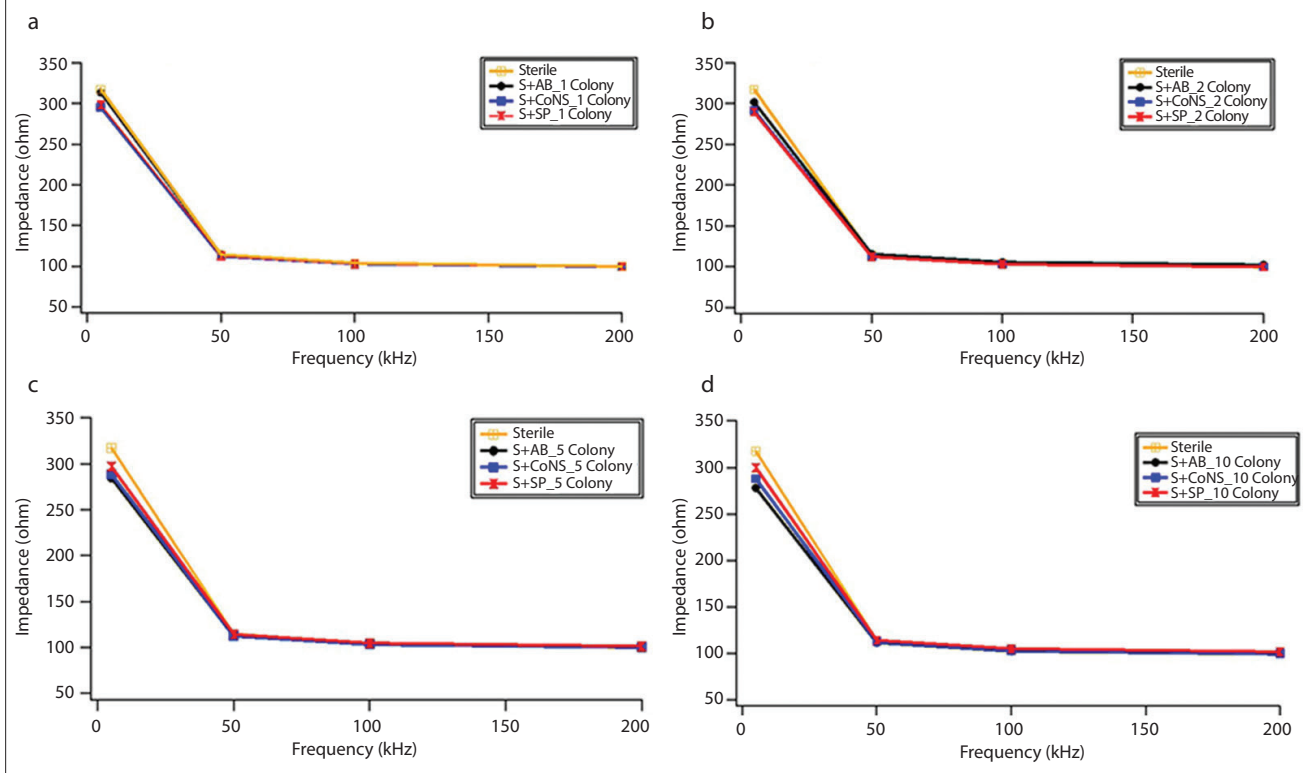 a
350
300
250
200
150
100
50
Impedance (ohm)
0
50
100
150
200
Frequency (kHz)
Sterile
S+AB_1 Colony
S+CoNS_1 Colony
S+SP_1 Colony
b
350
300
250
200
150
100
50
Impedance (ohm)
0
50
100
150
200
Frequency (kHz)
Sterile
S+AB_2 Colony
S+CoNS_2 Colony
S+SP_2 Colony
c
350
300
250
200
150
100
50
Impedance (ohm)
0
50
100
150
200
Frequency (kHz)
Sterile
S+AB_5 Colony
S+CoNS_5 Colony
S+SP_5 Colony
d
350
300
250
200
150
100
50
Impedance (ohm)
0
50
100
150
200
Frequency (kHz)
Sterile
S+AB_10 Colony
S+CoNS_10 Colony
S+SP_10 Colony